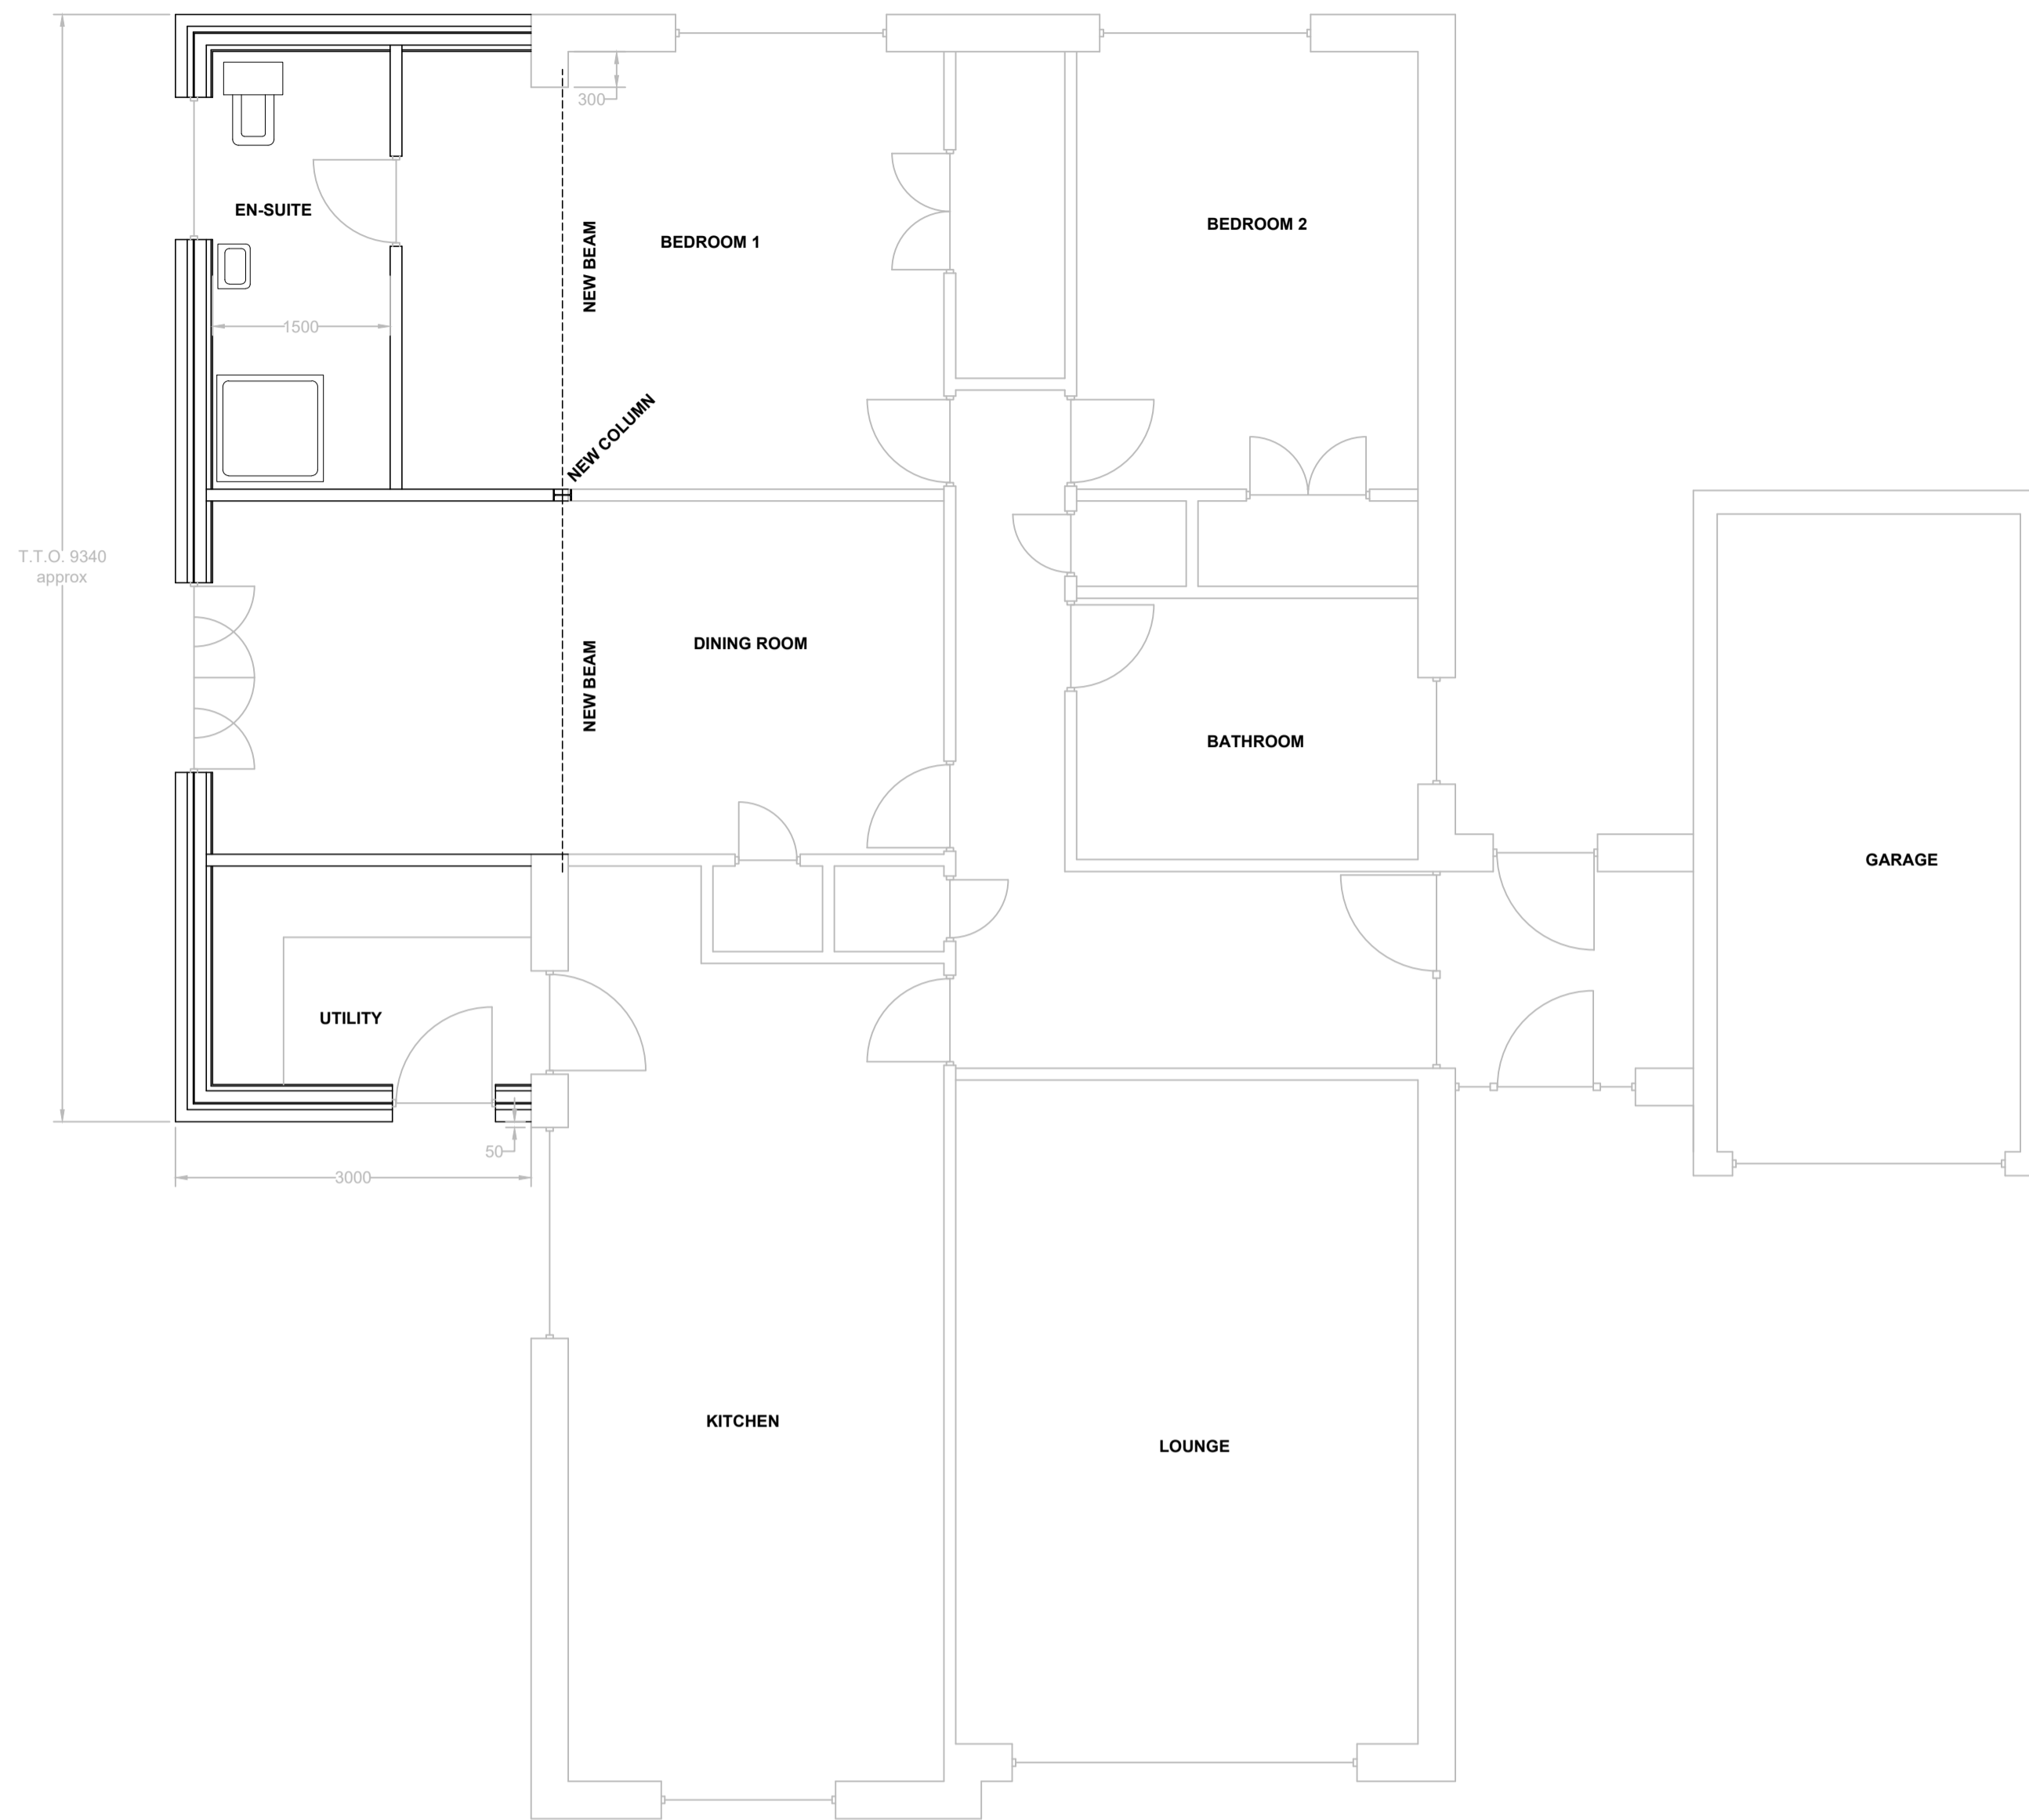 300
EN-SUITE
BEDROOM 2
BEDROOM 1
NEW BEAM
1500
NEW COLUMN
T.T.O. 9340
approx
DINING ROOM
NEW BEAM
BATHROOM
GARAGE
UTILITY
50
3000
KITCHEN
LOUNGE